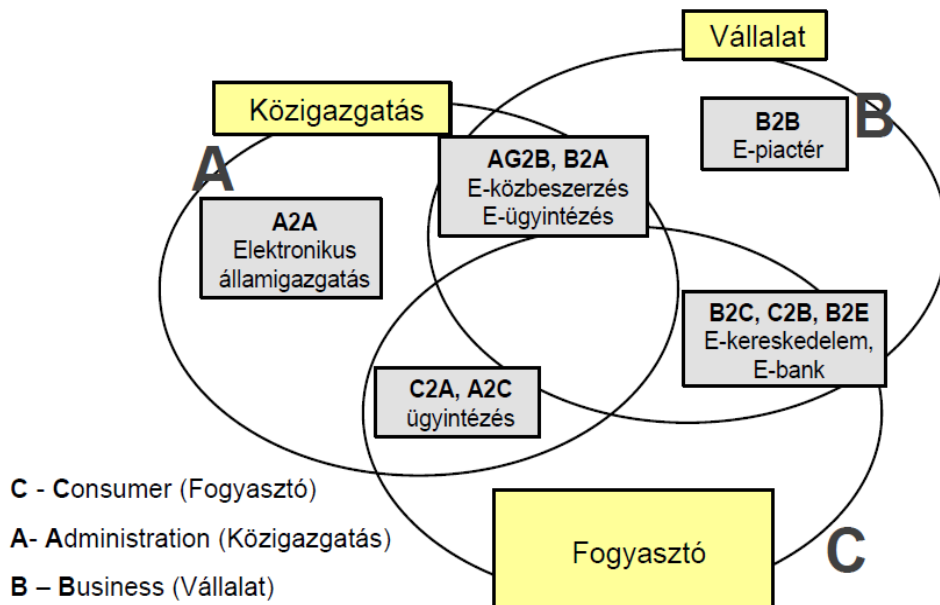 Vállalat
Közigazgatás
B
B2B
E-piactér
A
AG2B, B2A
E-közbeszerzés
E-ügyintézés
A2A
Elektronikus
államigazgatás
B2C, C2B, B2E
E-kereskedelem,
E-bank
C2A, A2C
ügyintézés
C - Consumer (Fogyasztó)
A- Administration (Közigazgatás)
B – Business (Vállalat)
Fogyasztó
C